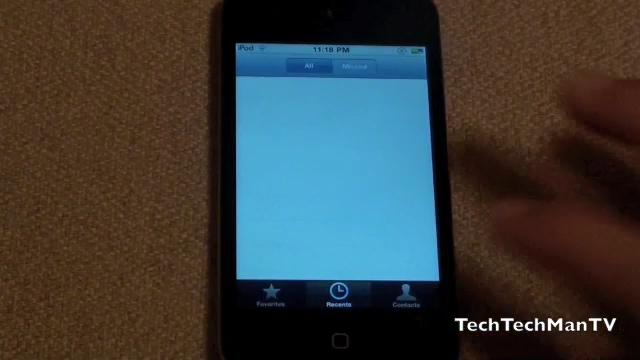 iPod 11:18 PM
All Missed
Favorites Recents Contacts
TechTechManTV